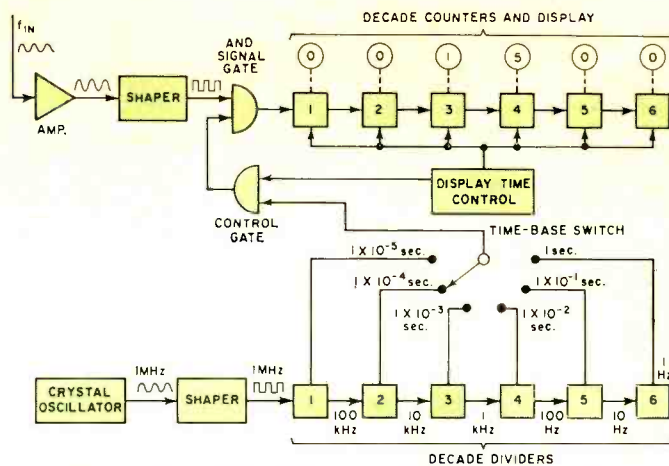 DECADE COUNTERS AND DISPLAY
f IN
AND
SIGNAL
GATE
0 0 1 5 0 0
SHAPER
1 2 3 4 5 6
AMP.
DISPLAY TIME
CONTROL
CONTROL
GATE
TIME-BASE SWITCH
1 X 10⁻⁵ sec.
1 sec.
1 X 10⁻⁴ sec.
1 X 10⁻¹ sec.
1 X 10⁻³
sec.
1 X 10⁻²
sec.
1
Hz
CRYSTAL
OSCILLATOR
1MHz
SHAPER
1MHz
1 2 3 4 5 6
100
kHz
10
kHz
1
kHz
100
Hz
10
Hz
DECADE DIVIDERS